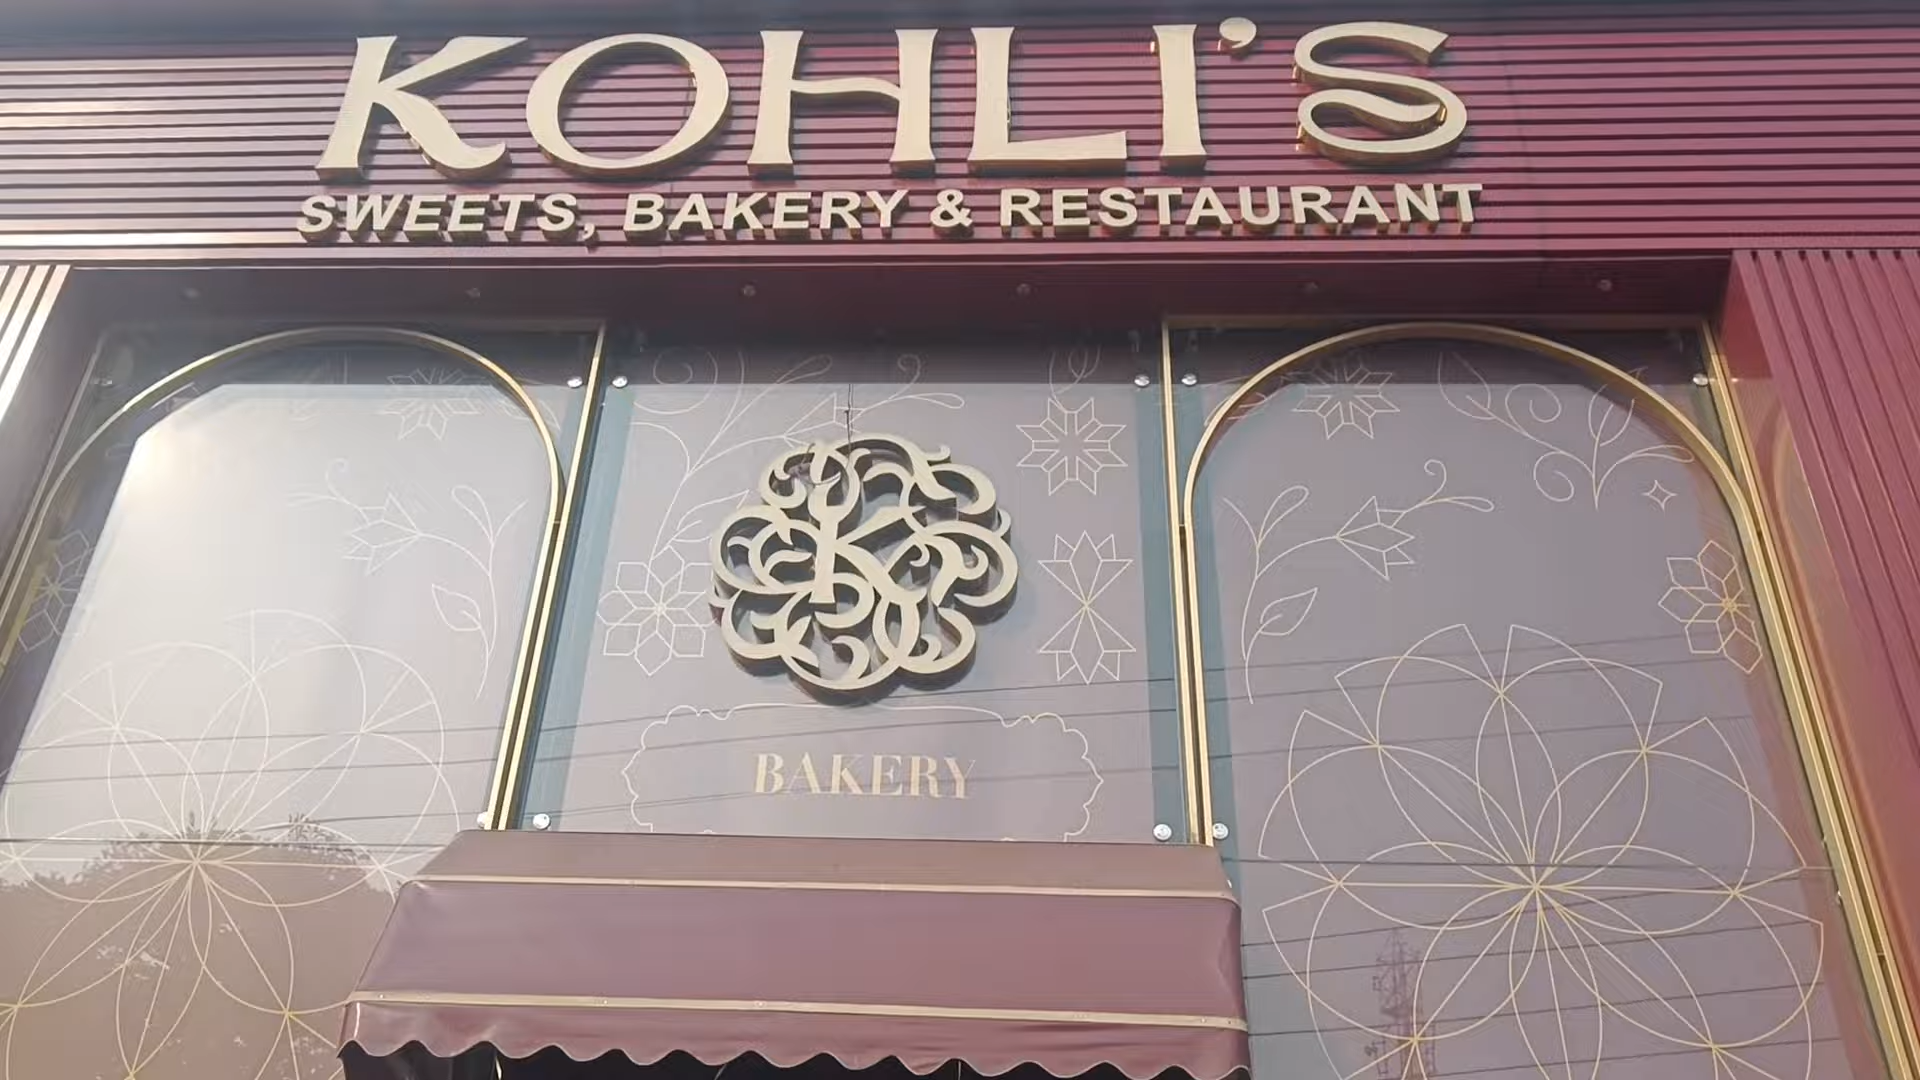 KOHLI'S
SWEETS, BAKERY & RESTAURANT
K
BAKERY